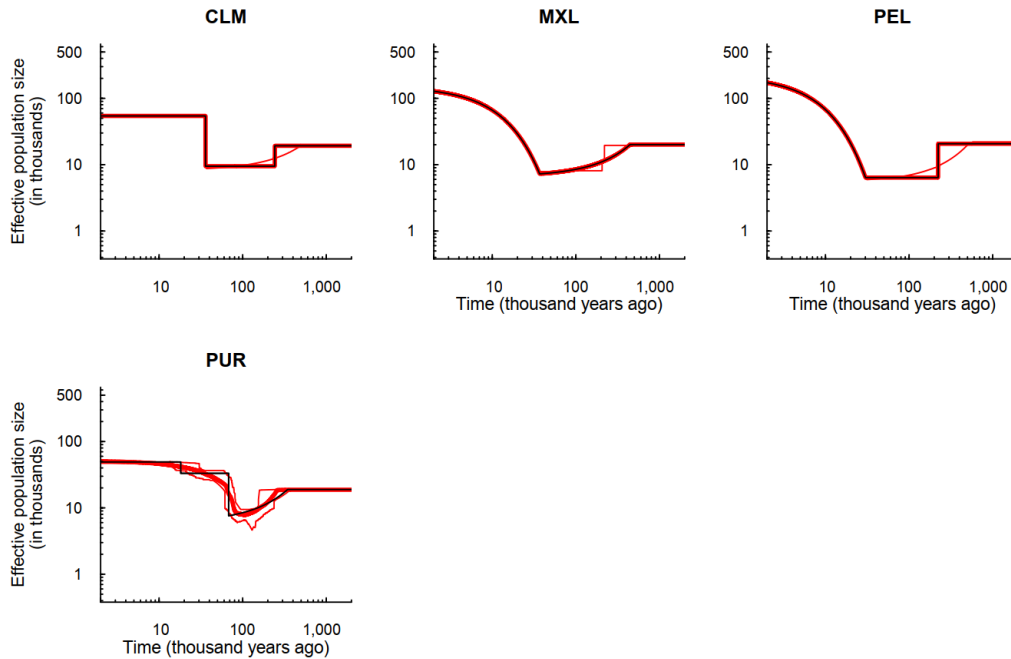 CLM
MXL
PEL
Effective population size
(in thousands)
500
100
10
1
500
100
10
1
500
100
10
1
10 100 1,000
10 100 1,000
10 100 1,000
Time (thousand years ago)
Time (thousand years ago)
PUR
Effective population size
(in thousands)
500
100
10
1
10 100 1,000
Time (thousand years ago)